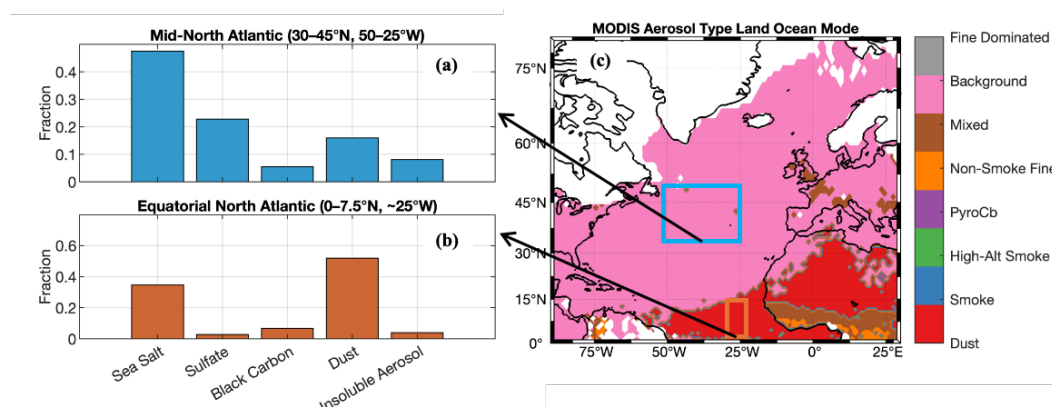 Mid-North Atlantic (30–45°N, 50–25°W)
(a)
Fraction
0.4
0.3
0.2
0.1
0
Equatorial North Atlantic (0–7.5°N, ~25°W)
(b)
Fraction
0.6
0.4
0.2
0
Sea Salt
Sulfate
Black Carbon
Dust
Insoluble Aerosol
MODIS Aerosol Type Land Ocean Mode
(c)
75°N
60°N
45°N
30°N
15°N
0°
75°W
50°W
25°W
0°
25°E
Fine Dominated
Background
Mixed
Non-Smoke Fine
PyroCb
High-Alt Smoke
Smoke
Dust